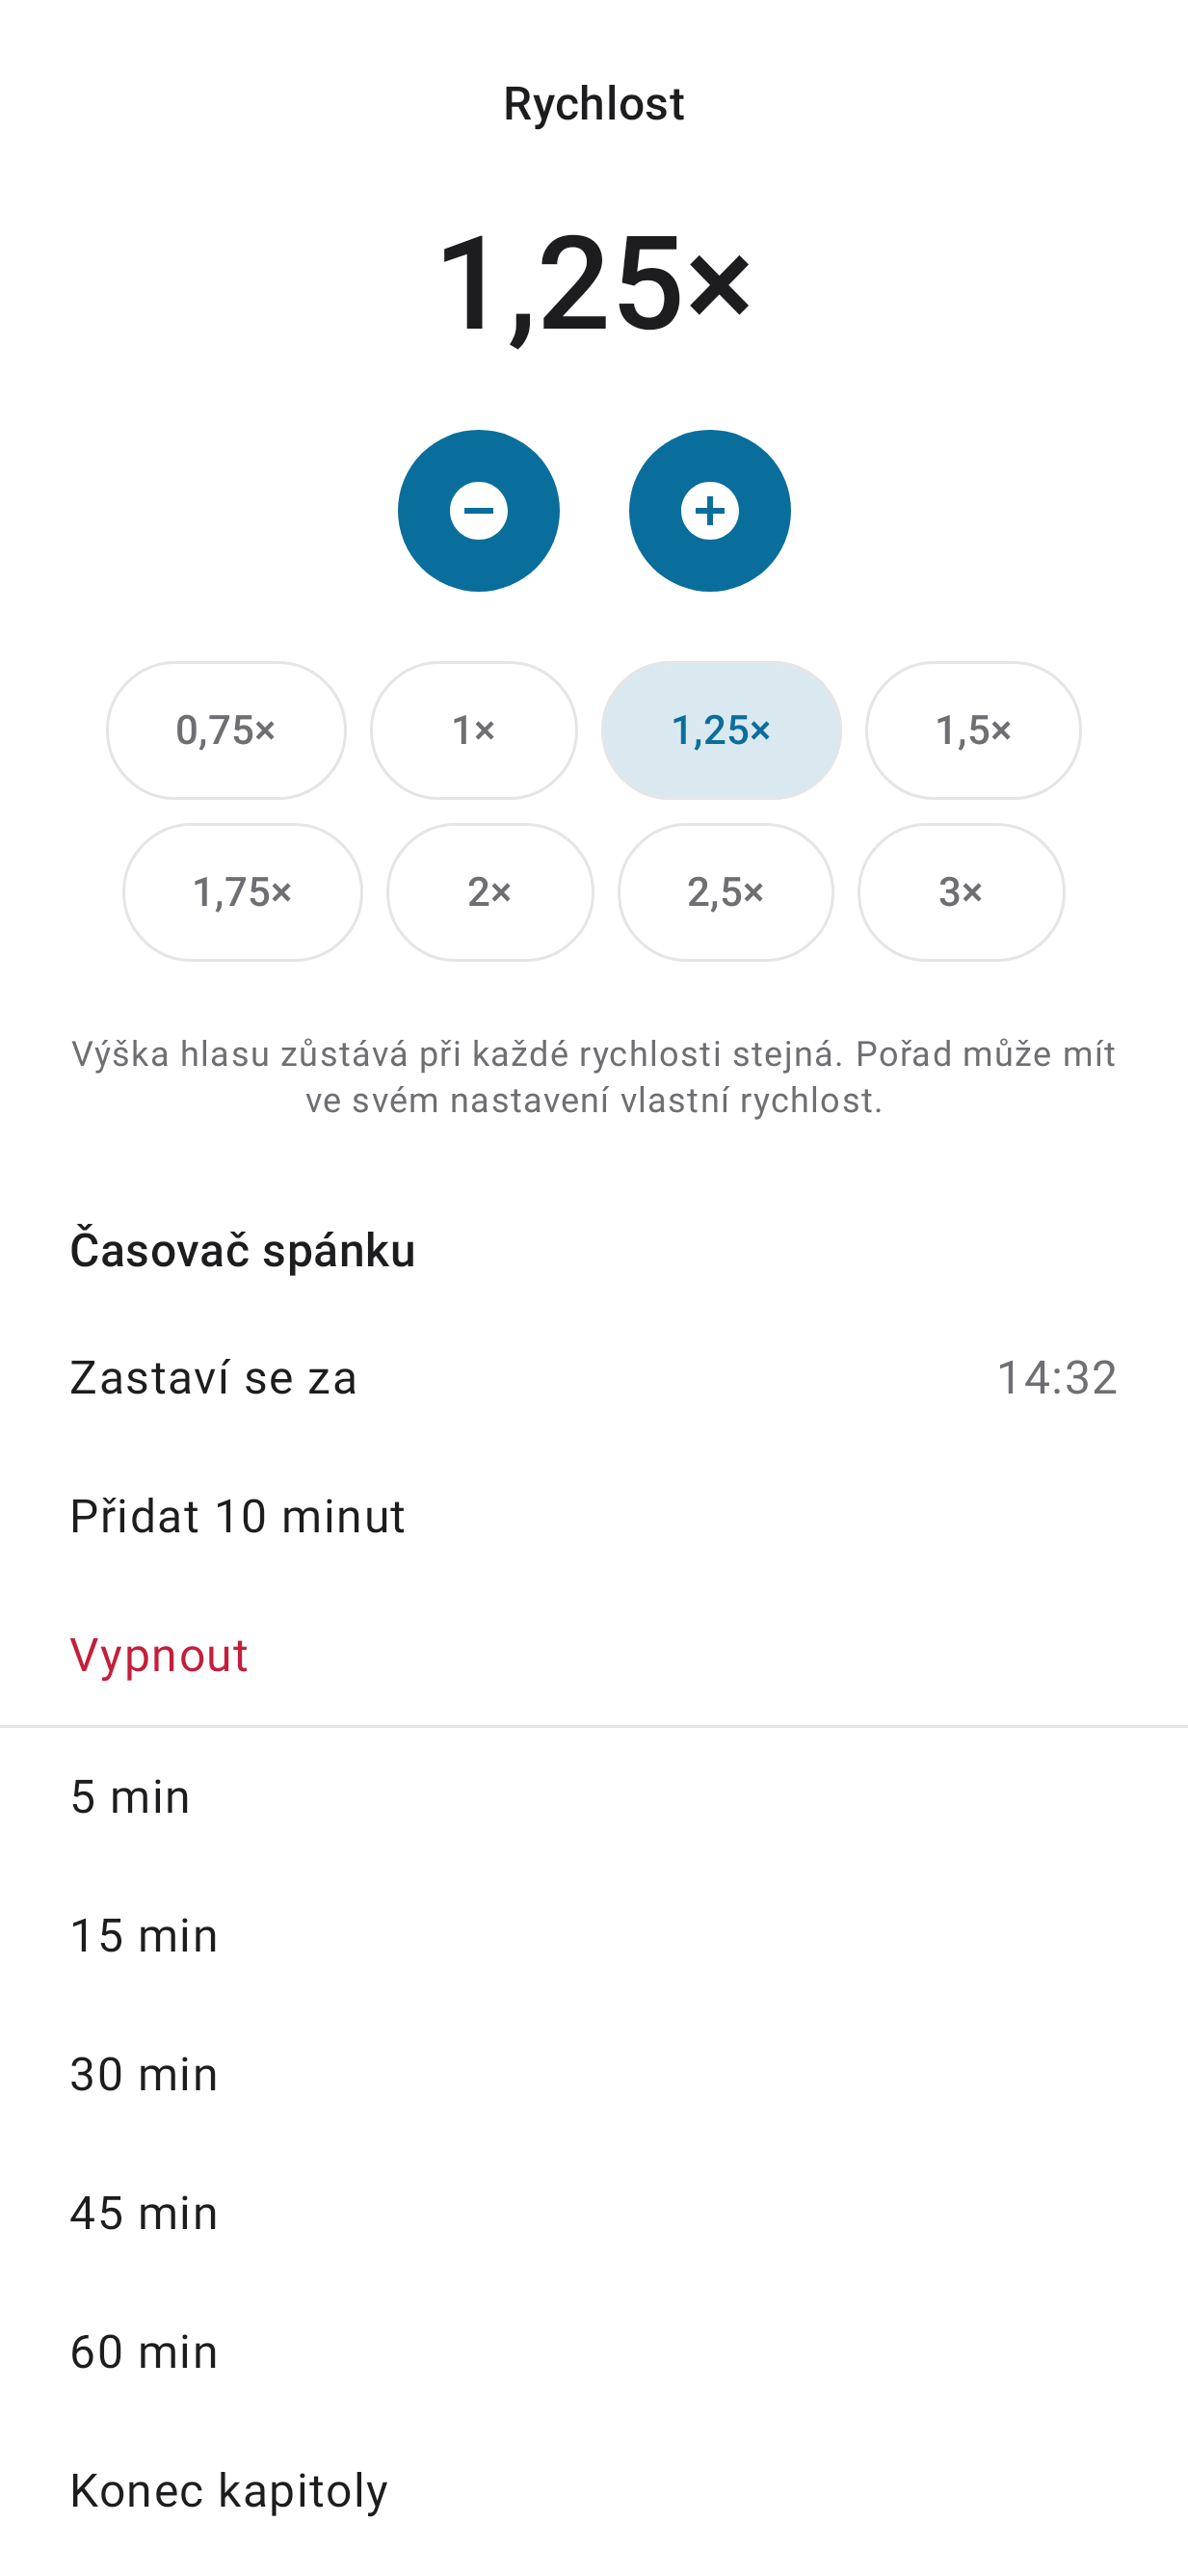 Rychlost
1,25×
0,75× 1× 1,25× 1,5×
1,75× 2× 2,5× 3×
Výška hlasu zůstává při každé rychlosti stejná. Pořad může mít
ve svém nastavení vlastní rychlost.
Časovač spánku
Zastaví se za 14:32
Přidat 10 minut
Vypnout
5 min
15 min
30 min
45 min
60 min
Konec kapitoly